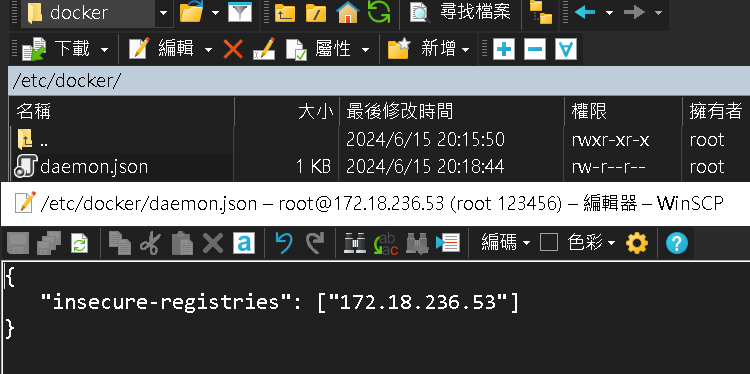 docker 尋找檔案
下載 編輯 屬性 新增
/etc/docker/
名稱 大小 最後修改時間 權限 擁有者
.. 2024/6/15 20:15:50 rwxr-xr-x root
daemon.json 1 KB 2024/6/15 20:18:44 rw-r--r-- root
/etc/docker/daemon.json – root@172.18.236.53 (root 123456) – 編輯器 – WinSCP
編碼 色彩
{
"insecure-registries": ["172.18.236.53"]
}